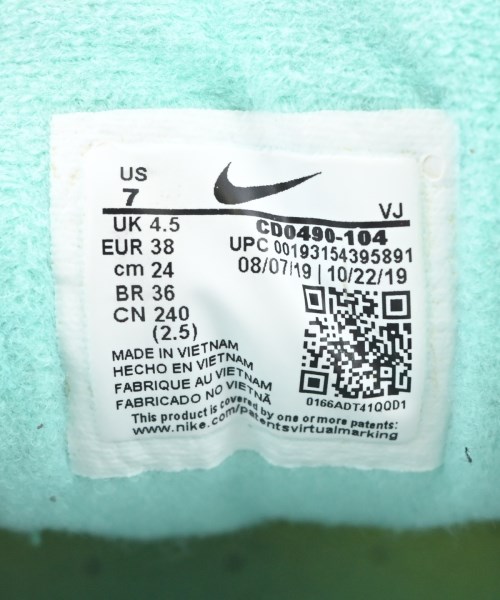 US
7
VJ
UK 4.5
EUR 38
cm 24
BR 36
CN 240
(2.5)
CD0490-104
UPC 00193154395891
08/07/19 | 10/22/19
0166ADT41QOD1
MADE IN VIETNAM
HECHO EN VIETNAM
FABRIQUE AU VIETNAM
FABRICADO NO VIETNÃ
This product is covered by one or more patents:
www.nike.com/patentsvirtualmarking